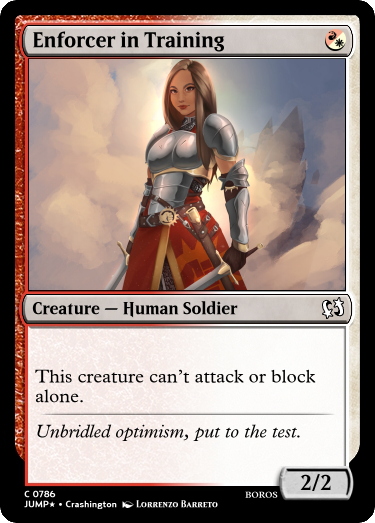 Enforcer in Training
Creature — Human Soldier
This creature can't attack or block
alone.
Unbridled optimism, put to the test.
2/2
C 0786
BOROS
JUMP★ • Crashington Lorrenzo Barreto